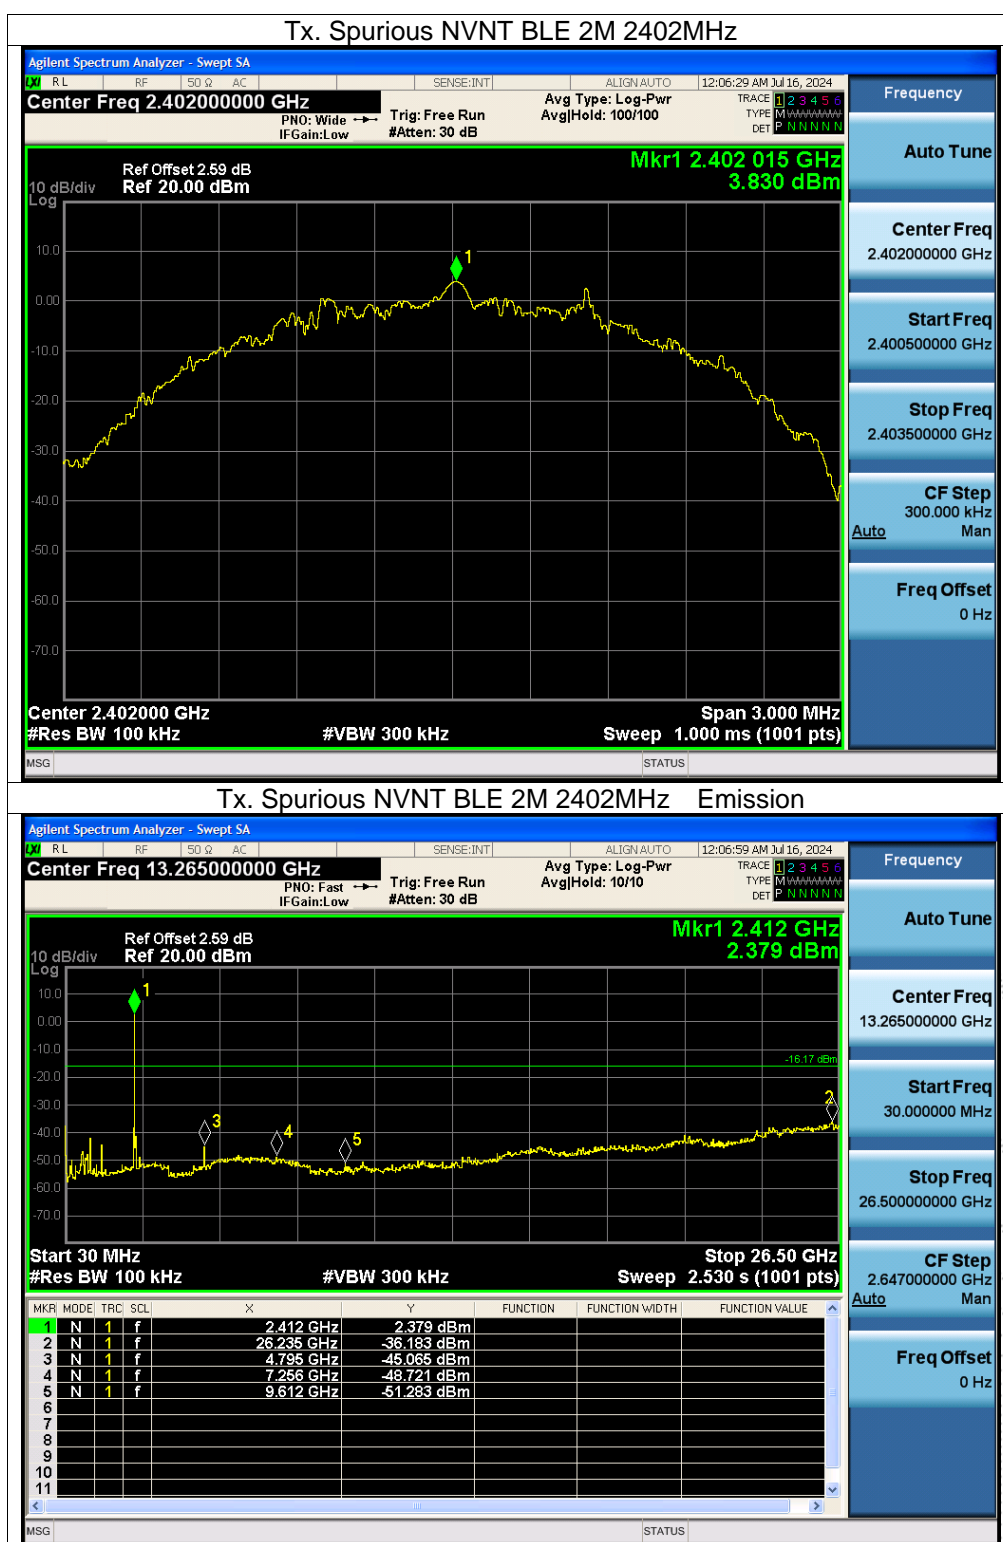 Tx. Spurious NVNT BLE 2M 2402MHz
Agilent Spectrum Analyzer - Swept SA
LXI RL RF 50 Ω AC SENSE:INT ALIGN AUTO 12:06:29 AM Jul 16, 2024
Center Freq 2.402000000 GHz
PNO: Wide
IFGain:Low
Trig: Free Run
#Atten: 30 dB
Avg Type: Log-Pwr
Avg|Hold: 100/100
TRACE 1 2 3 4 5 6
TYPE M WWWWW
DET P N N N N N
Frequency
Auto Tune
Center Freq
2.402000000 GHz
Start Freq
2.400500000 GHz
Stop Freq
2.403500000 GHz
CF Step
300.000 kHz
Auto Man
Freq Offset
0 Hz
Mkr1 2.402 015 GHz
3.830 dBm
Ref Offset 2.59 dB
10 dB/div Ref 20.00 dBm
Log
1
10.0
0.00
-10.0
-20.0
-30.0
-40.0
-50.0
-60.0
-70.0
Center 2.402000 GHz Span 3.000 MHz
#Res BW 100 kHz #VBW 300 kHz Sweep 1.000 ms (1001 pts)
MSG STATUS
Tx. Spurious NVNT BLE 2M 2402MHz Emission
Agilent Spectrum Analyzer - Swept SA
LXI RL RF 50 Ω AC SENSE:INT ALIGN AUTO 12:06:59 AM Jul 16, 2024
Center Freq 13.265000000 GHz
PNO: Fast
IFGain:Low
Trig: Free Run
#Atten: 30 dB
Avg Type: Log-Pwr
Avg|Hold: 10/10
TRACE 1 2 3 4 5 6
TYPE M WWWWW
DET P N N N N N
Frequency
Auto Tune
Center Freq
13.265000000 GHz
Start Freq
30.000000 MHz
Stop Freq
26.500000000 GHz
CF Step
2.647000000 GHz
Auto Man
Freq Offset
0 Hz
Mkr1 2.412 GHz
2.379 dBm
Ref Offset 2.59 dB
10 dB/div Ref 20.00 dBm
Log
10.0
0.00
-10.0
-20.0
-30.0
-40.0
-50.0
-60.0
-70.0
1
-16.17 dBm
2
3
4
5
Start 30 MHz Stop 26.50 GHz
#Res BW 100 kHz #VBW 300 kHz Sweep 2.530 s (1001 pts)
MKR MODE TRC SCL X Y FUNCTION FUNCTION WIDTH FUNCTION VALUE
1 N 1 f 2.412 GHz 2.379 dBm
2 N 1 f 26.235 GHz -36.183 dBm
3 N 1 f 4.795 GHz -45.065 dBm
4 N 1 f 7.256 GHz -48.721 dBm
5 N 1 f 9.612 GHz -51.283 dBm
6
7
8
9
10
11
MSG STATUS